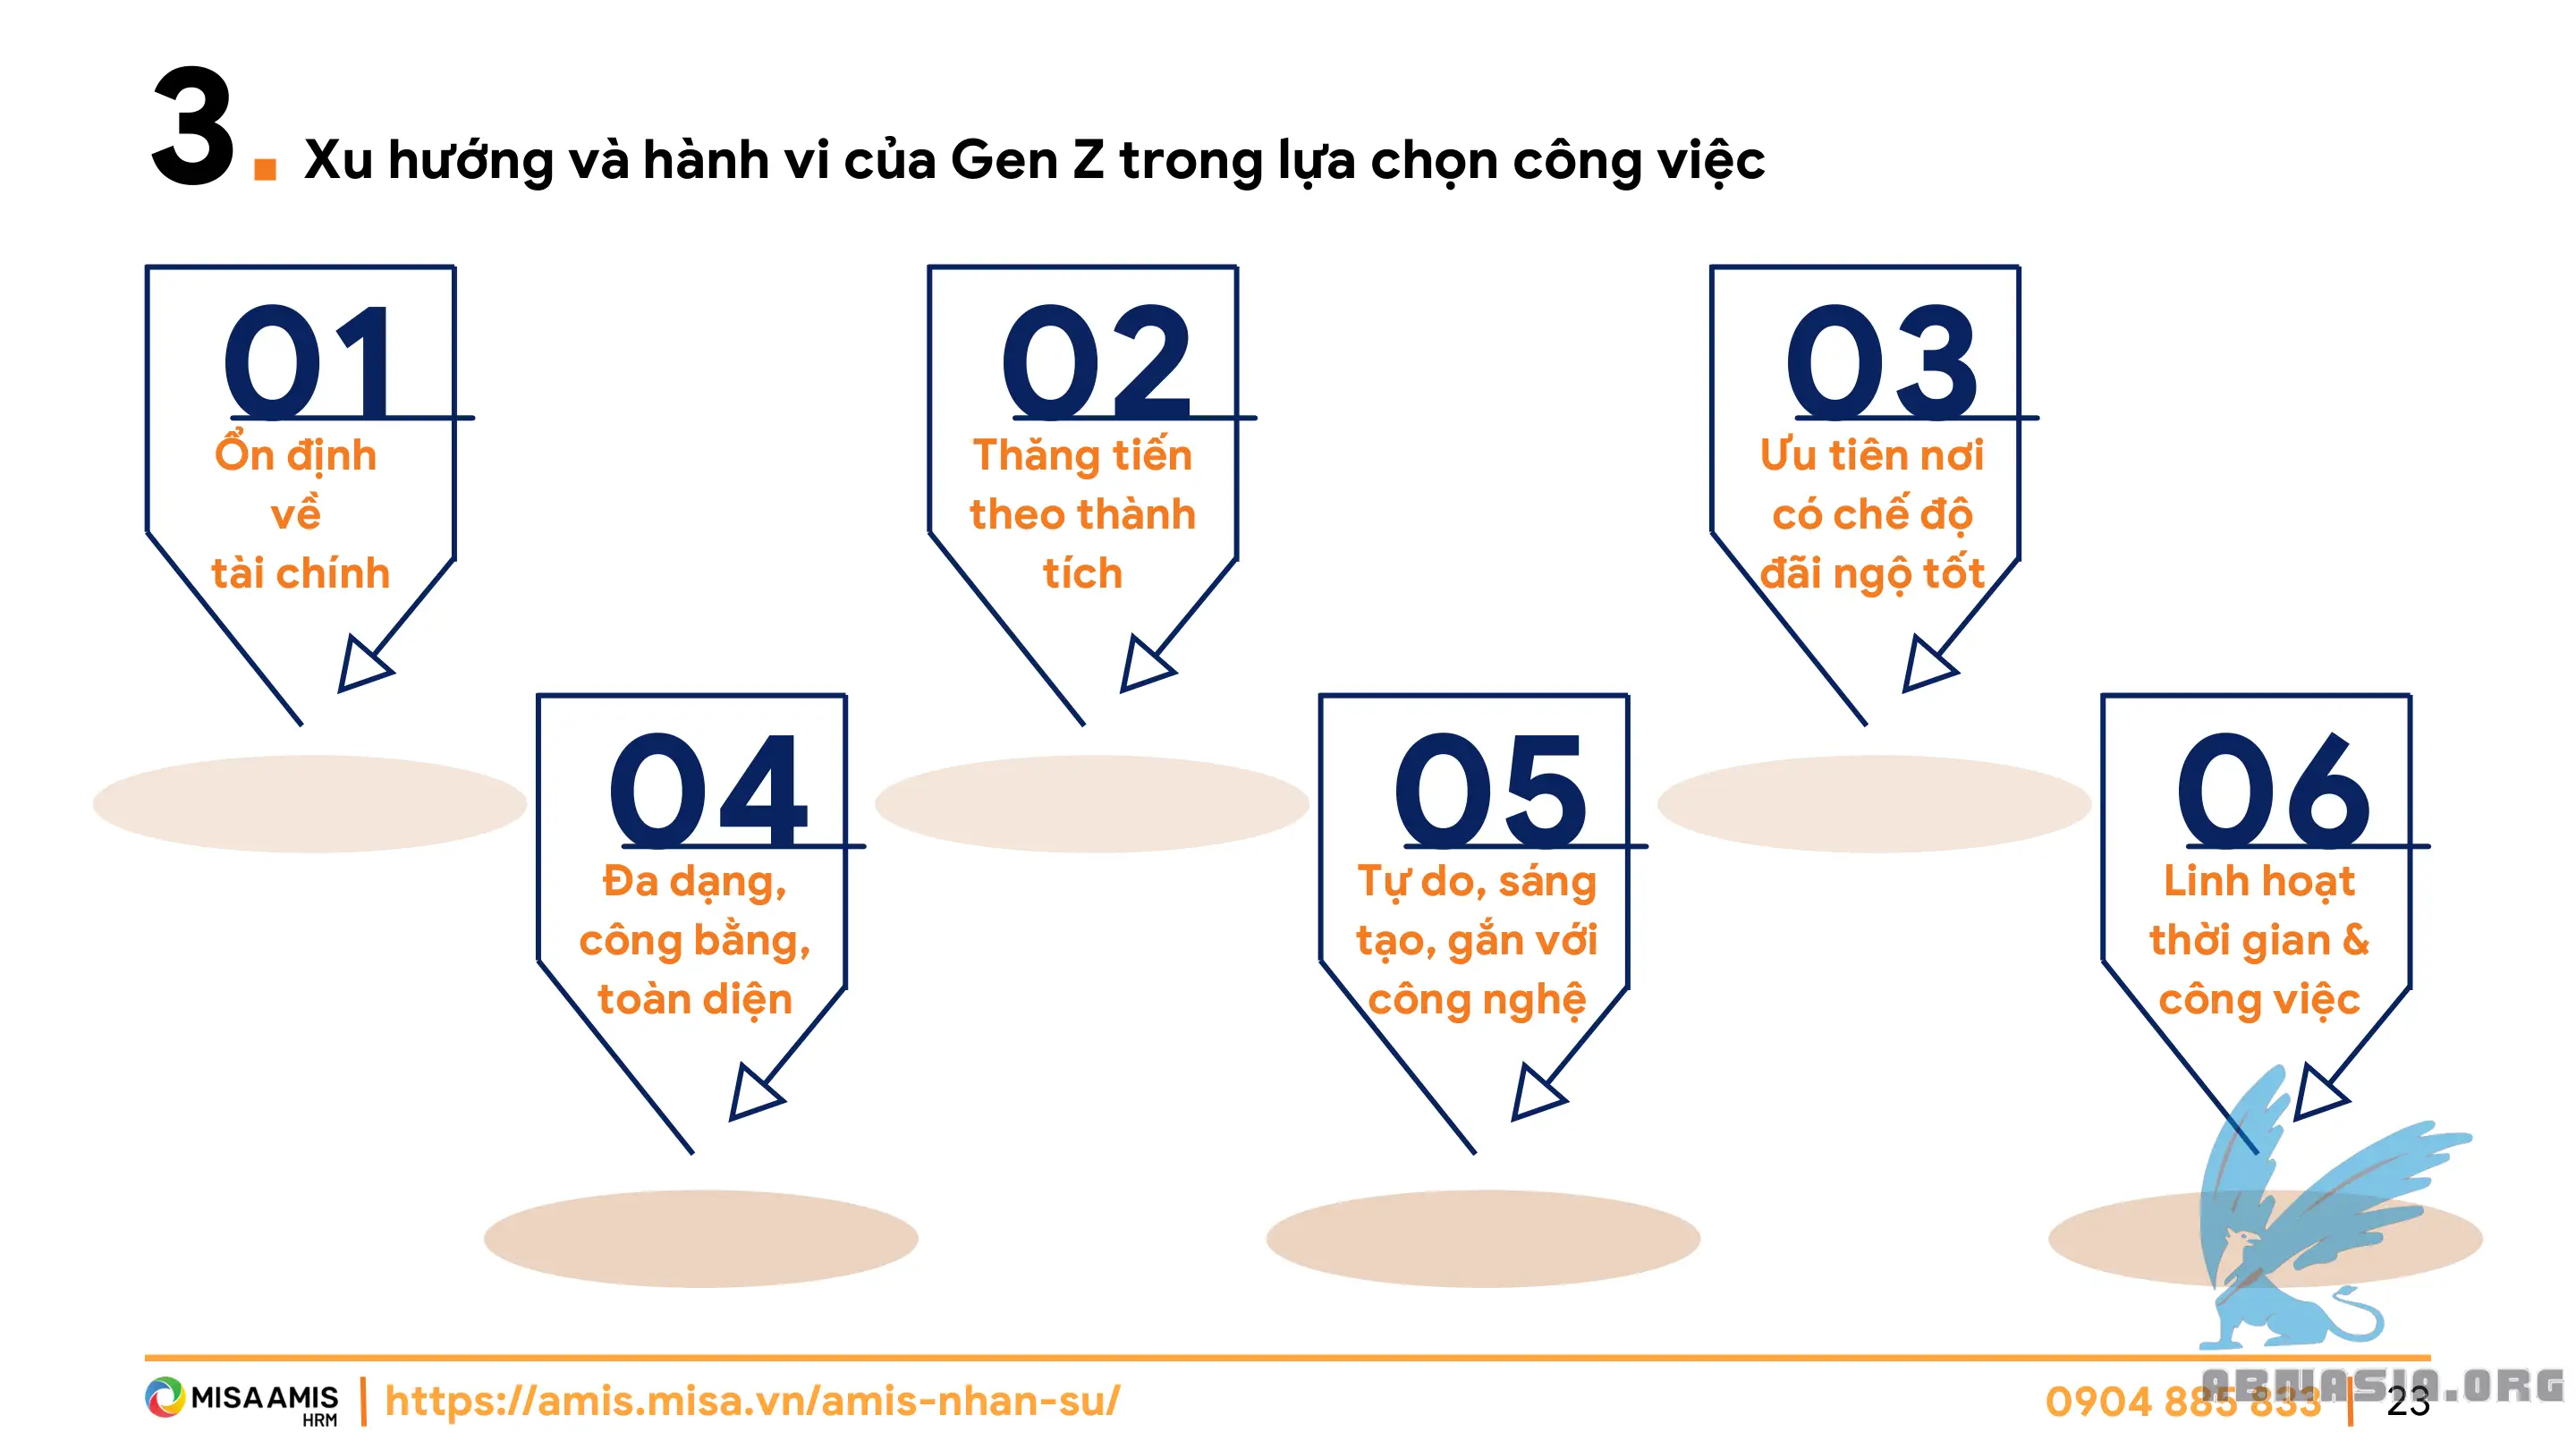 3. Xu hướng và hành vi của Gen Z trong lựa chọn công việc
01
Ổn định
về
tài chính
02
Thăng tiến
theo thành
tích
03
Ưu tiên nơi
có chế độ
đãi ngộ tốt
04
Đa dạng,
công bằng,
toàn diện
05
Tự do, sáng
tạo, gắn với
công nghệ
06
Linh hoạt
thời gian &
công việc
MISA AMIS
HRM
https://amis.misa.vn/amis-nhan-su/
0904 885 833
23
ABMASIA.ORG